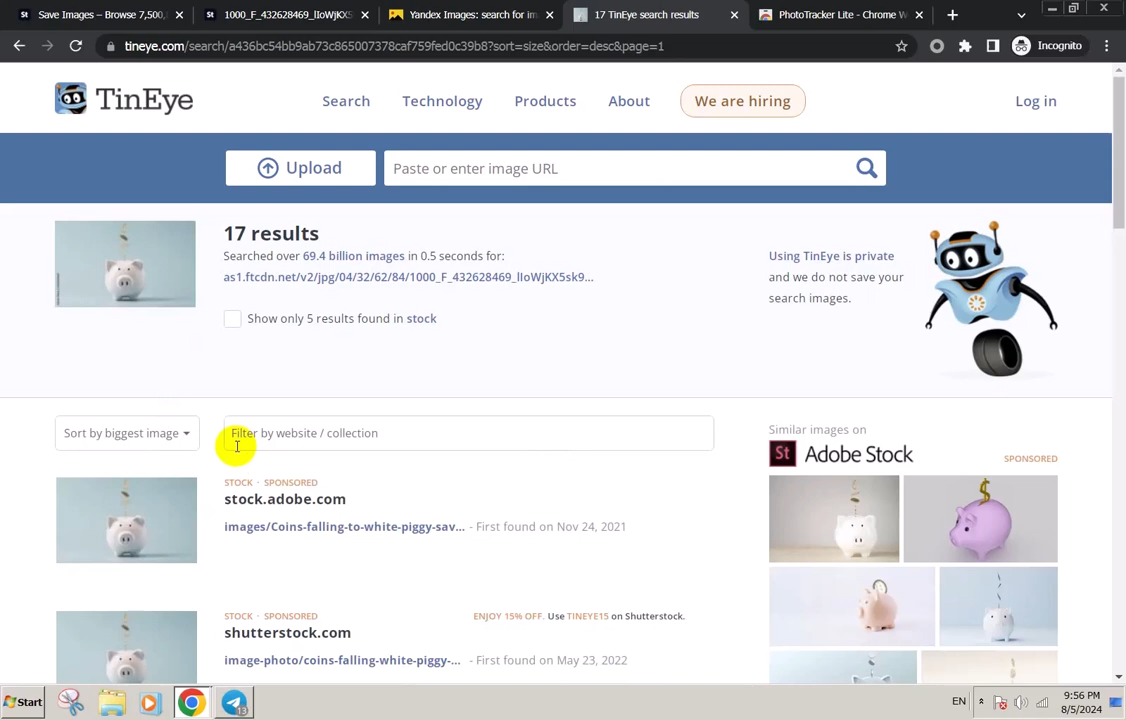 Save Images – Browse 7,500,
1000_F_432628469_lIoWjKX5
Yandex Images: search for im
17 TinEye search results
PhotoTracker Lite - Chrome W
tineye.com/search/a436bc54bb9ab73c865007378caf759fed0c39b8?sort=size&order=desc&page=1
Incognito
TinEye
Search
Technology
Products
About
We are hiring
Log in
Upload
Paste or enter image URL
17 results
Searched over 69.4 billion images in 0.5 seconds for:
as1.ftcdn.net/v2/jpg/04/32/62/84/1000_F_432628469_lIoWjKX5sk9...
Show only 5 results found in stock
Using TinEye is private
and we do not save your
search images.
Sort by biggest image
Filter by website / collection
Similar images on
St Adobe Stock
SPONSORED
STOCK · SPONSORED
stock.adobe.com
images/Coins-falling-to-white-piggy-sav... - First found on Nov 24, 2021
STOCK · SPONSORED
ENJOY 15% OFF. Use TINEYE15 on Shutterstock.
shutterstock.com
image-photo/coins-falling-white-piggy-... - First found on May 23, 2022
Start
13
EN
9:56 PM
8/5/2024